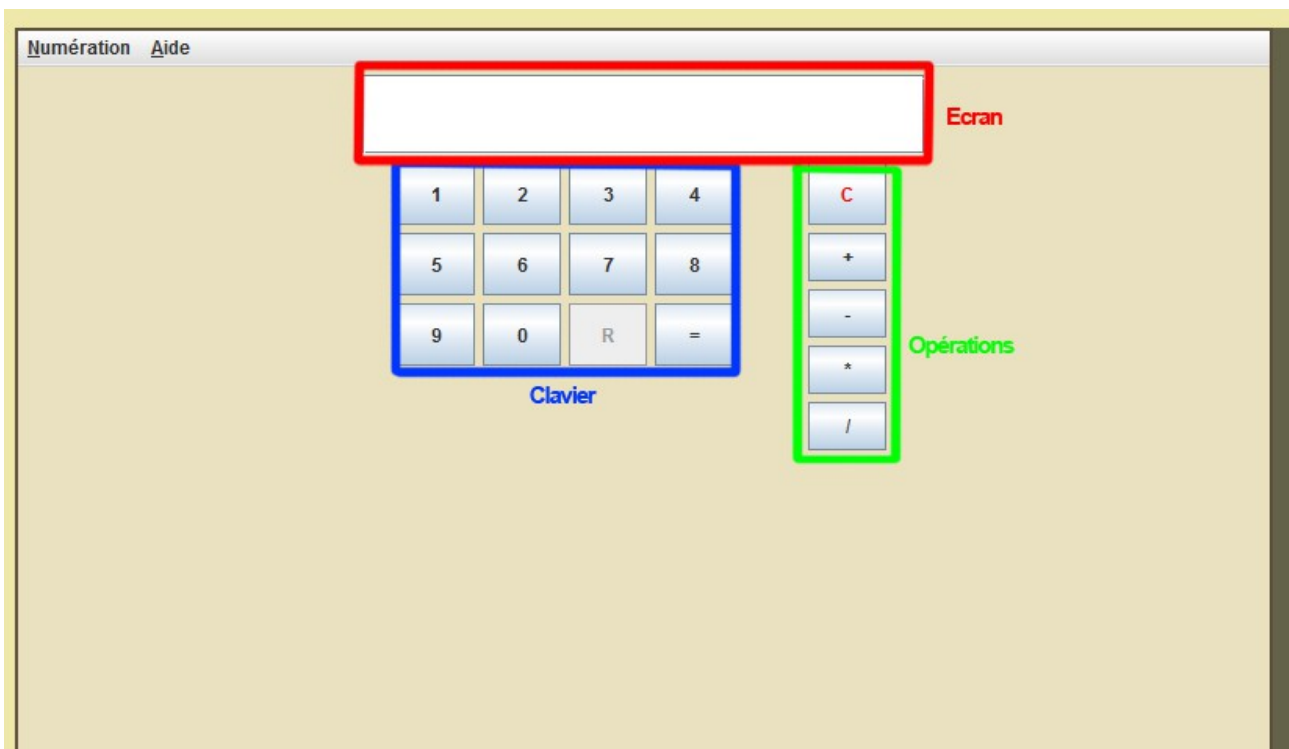 Numération Aide
Ecran
1 2 3 4 C
5 6 7 8 +
9 0 R = -
Opérations
*
Clavier
/